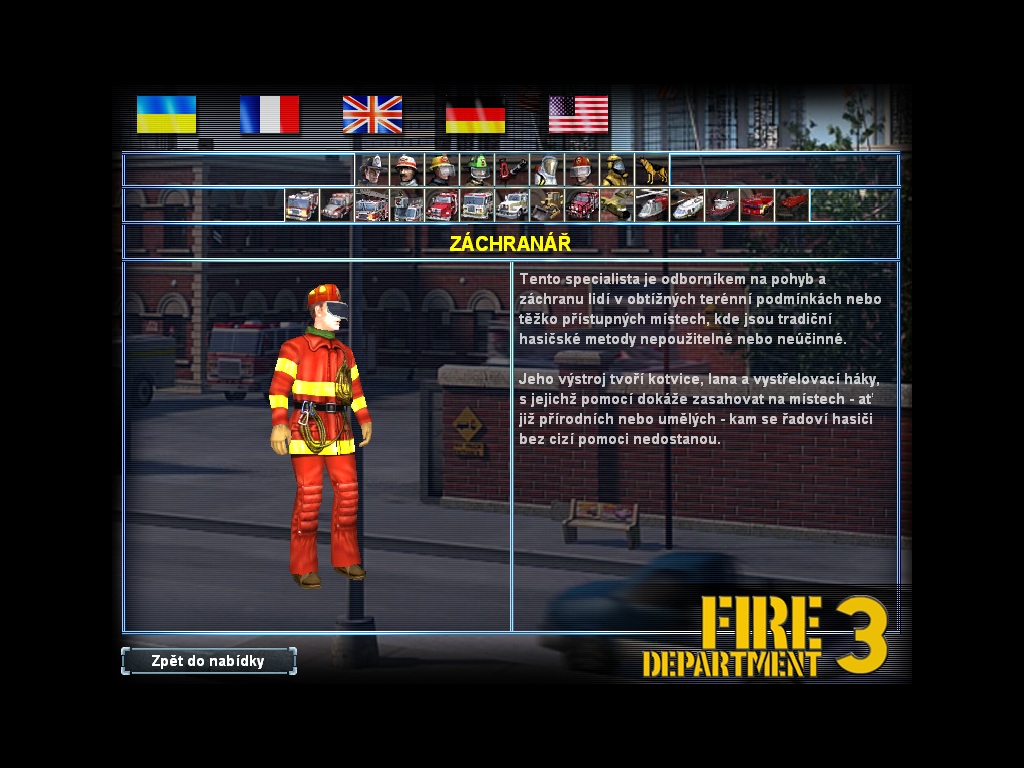 ZÁCHRANÁŘ
Tento specialista je odborníkem na pohyb a
záchranu lidí v obtížných terénní podmínkách nebo
těžko přístupných místech, kde jsou tradiční
hasičské metody nepoužitelné nebo neúčinné.
Jeho výstroj tvoří kotvice, lana a vystřelovací háky,
s jejichž pomocí dokáže zasahovat na místech - ať
již přírodních nebo umělých - kam se řadoví hasiči
bez cizí pomoci nedostanou.
FIRE
DEPARTMENT 3
Zpět do nabídky